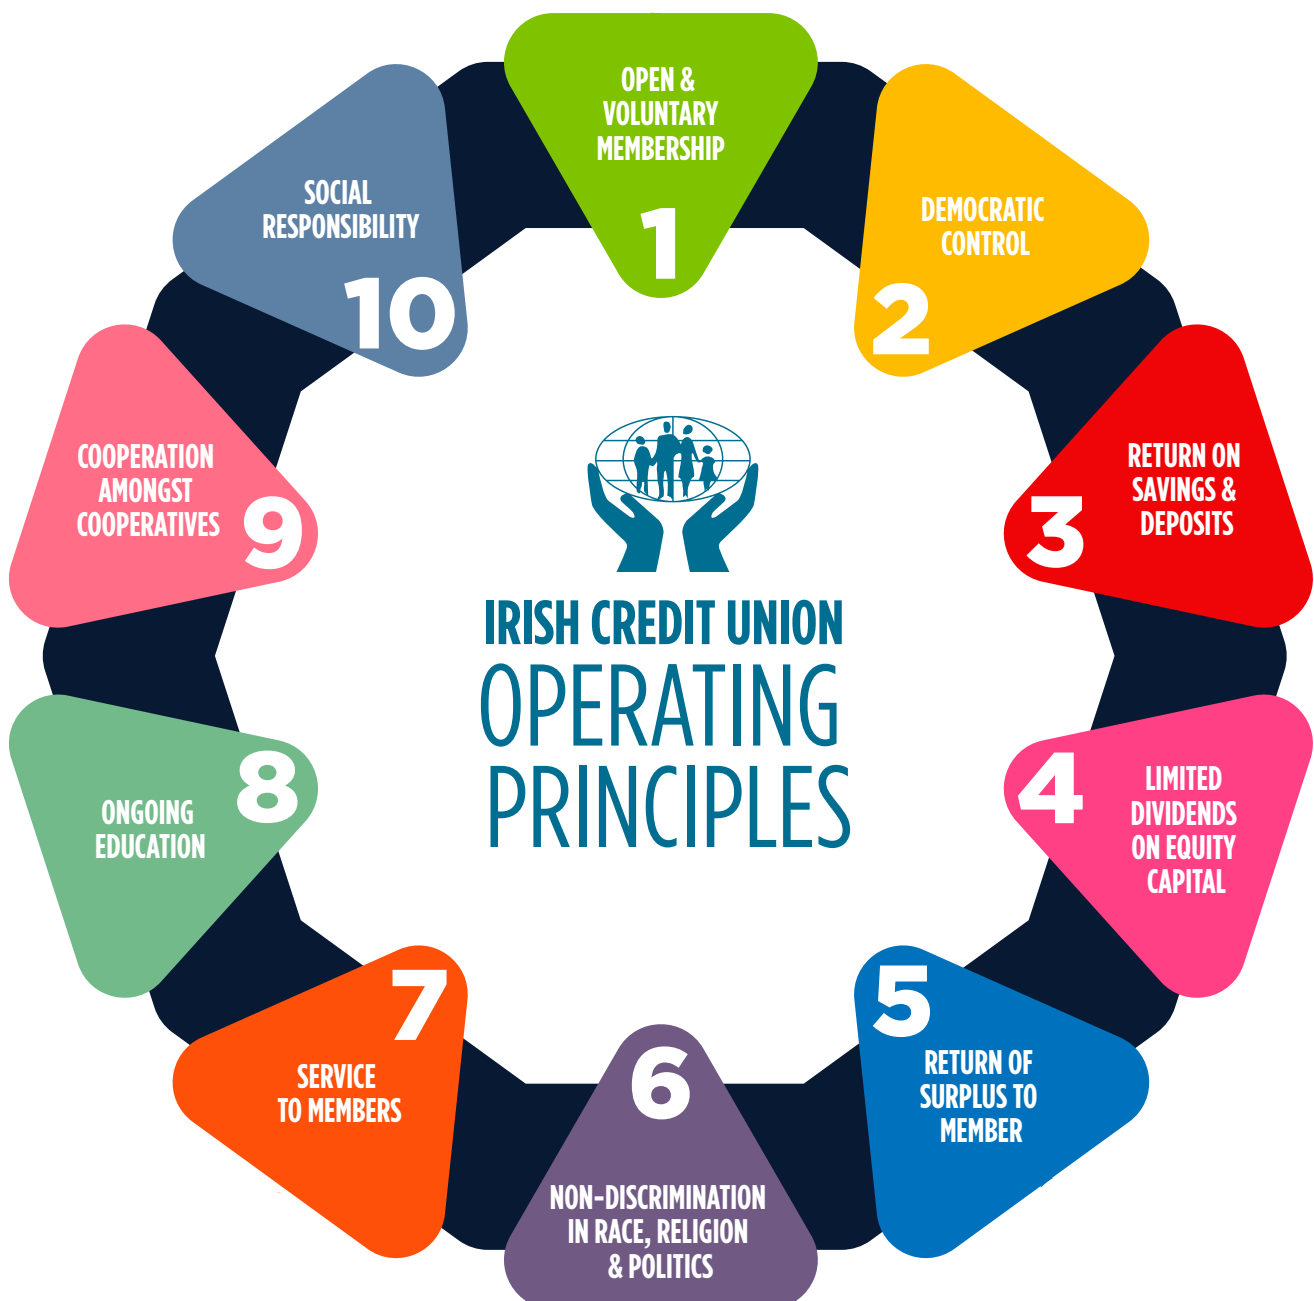 OPEN &
VOLUNTARY
MEMBERSHIP
1
DEMOCRATIC
CONTROL
2
RETURN ON
SAVINGS &
DEPOSITS
3
LIMITED
DIVIDENDS
ON EQUITY
CAPITAL
4
5
RETURN OF
SURPLUS TO
MEMBER
6
NON-DISCRIMINATION
IN RACE, RELIGION
& POLITICS
7
SERVICE
TO MEMBERS
8
ONGOING
EDUCATION
COOPERATION
AMONGST
COOPERATIVES
9
SOCIAL
RESPONSIBILITY
10
IRISH CREDIT UNION
OPERATING
PRINCIPLES